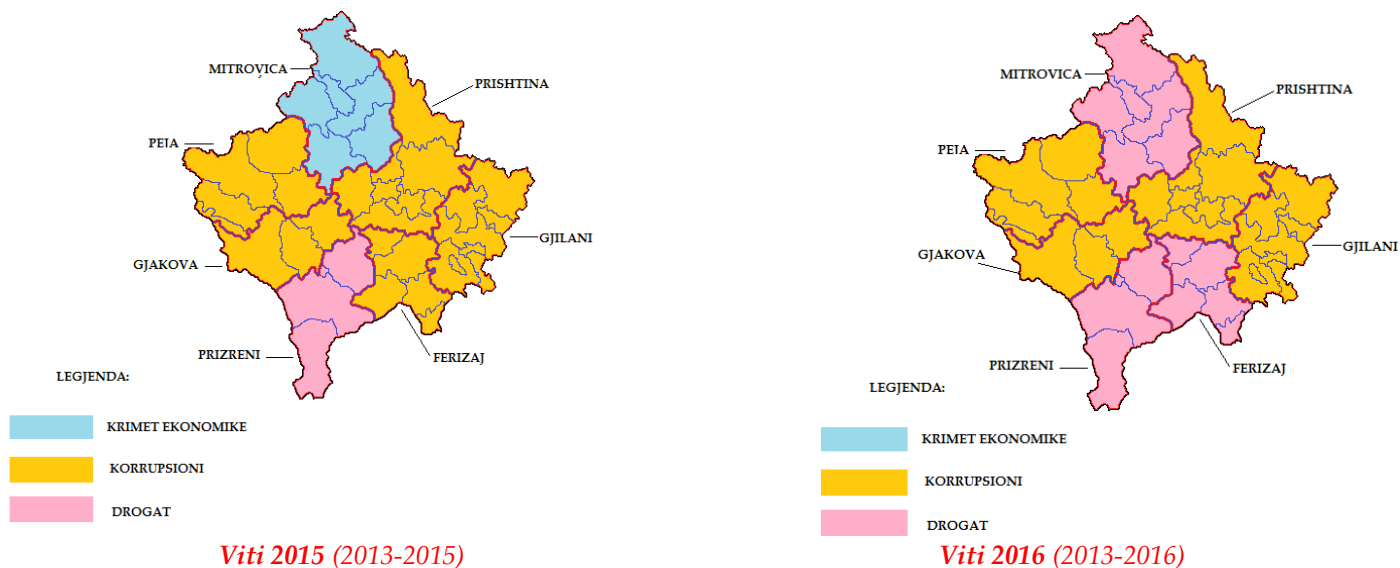 MITROVICA
PRISHTINA
PEJA
GJILANI
GJAKOVA
PRIZRENI
FERIZAJ
LEGJENDA:
KRIMET EKONOMIKE
KORRUPSIONI
DROGAT
Viti 2015 (2013-2015)
MITROVICA
PRISHTINA
PEJA
GJILANI
GJAKOVA
PRIZRENI
FERIZAJ
LEGJENDA:
KRIMET EKONOMIKE
KORRUPSIONI
DROGAT
Viti 2016 (2013-2016)